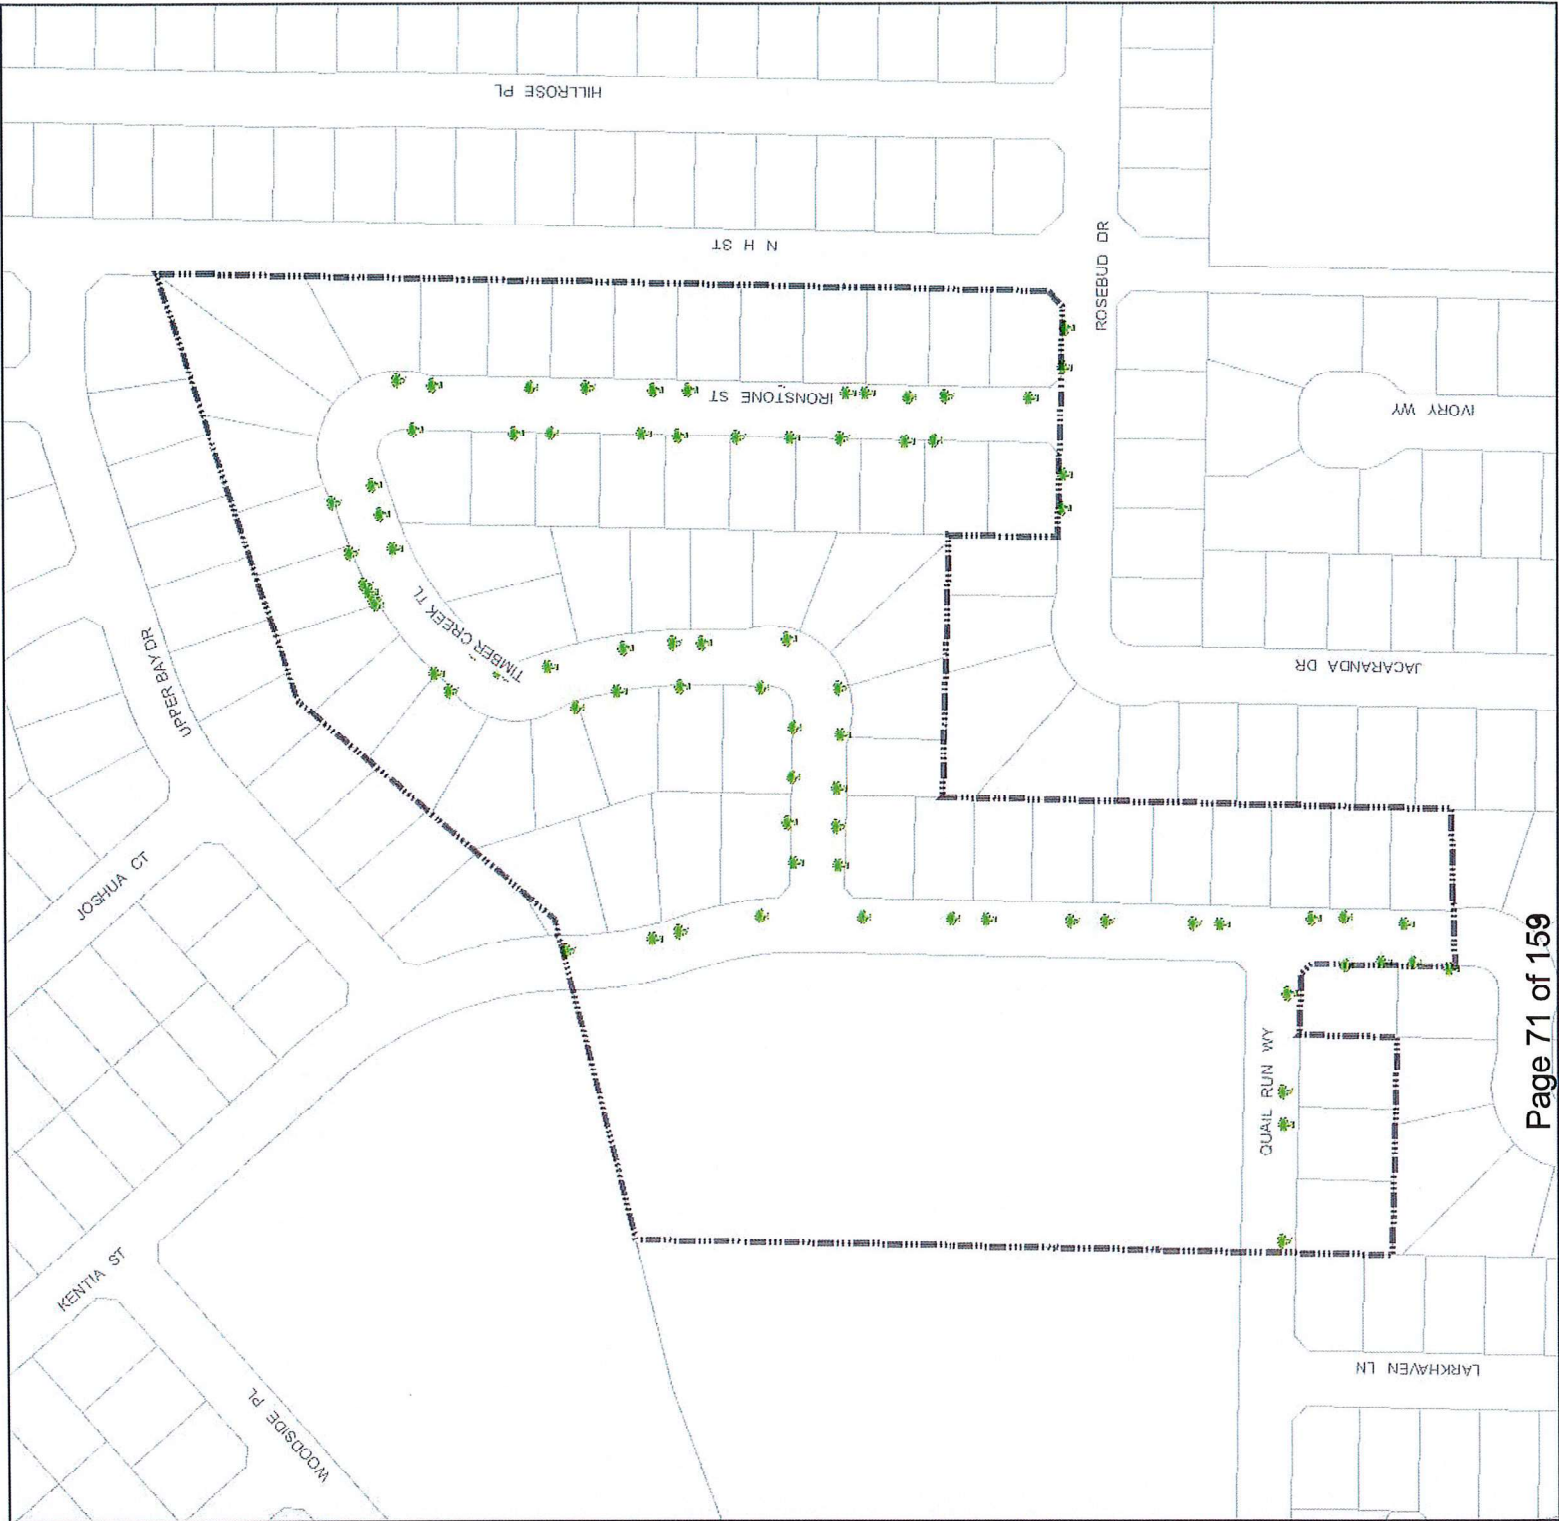 HILLROSE PL
N H ST
ROSEBUD DR
IRONSTONE ST
IVORY WY
TIMBER CREEK TL
UPPER BAY DR
JACARANDA DR
JOSHUA CT
QUAIL RUN WY
KENTIA ST
LARKHAVEN LN
WOODSIDE PL
Page 71 of 159